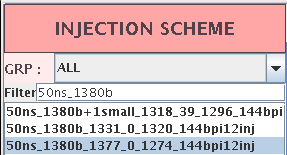 INJECTION SCHEME
GRP : ALL
Filter 50ns_1380b
50ns_1380b+1small_1318_39_1296_144bpi
50ns_1380b_1331_0_1320_144bpi12inj
50ns_1380b_1377_0_1274_144bpi12inj